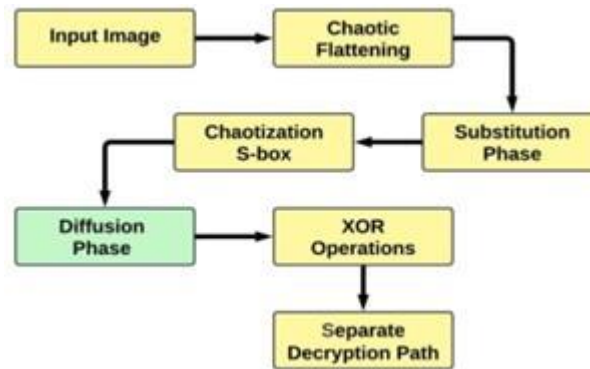 Input Image
Chaotic
Flattening
Substitution
Phase
Chaotization
S-box
Diffusion
Phase
XOR
Operations
Separate
Decryption Path